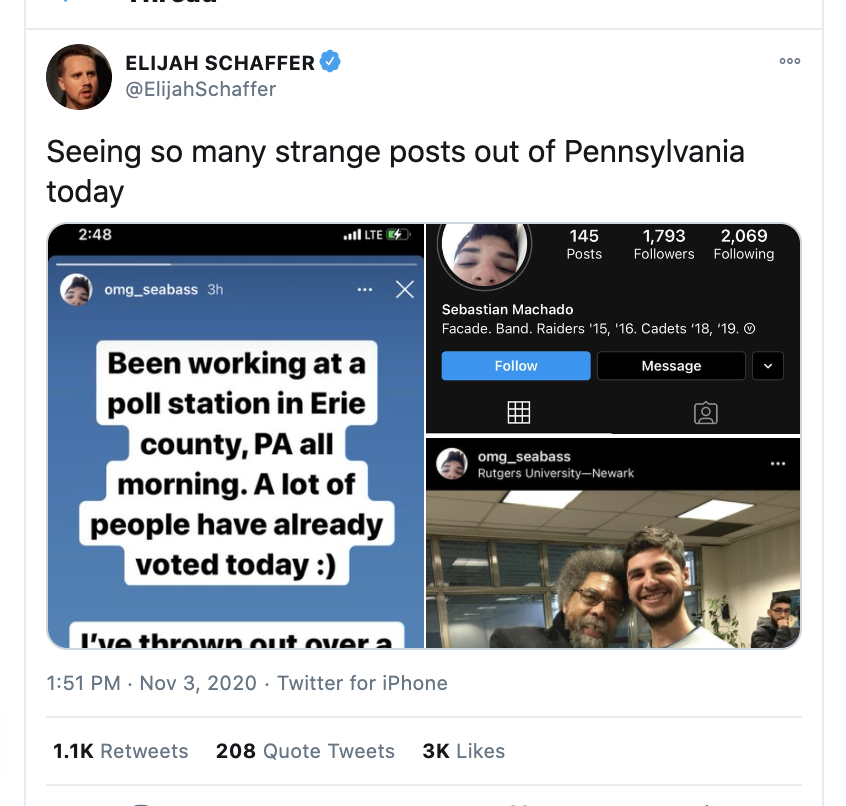 ELIJAH SCHAFFER
@ElijahSchaffer
Seeing so many strange posts out of Pennsylvania
today
2:48
LTE
omg_seabass 3h
Been working at a
poll station in Erie
county, PA all
morning. A lot of
people have already
voted today :)
I've thrown out over a
145
1,793
2,069
Posts
Followers
Following
Sebastian Machado
Facade. Band. Raiders '15, '16. Cadets '18, '19. Ⓥ
Follow
Message
omg_seabass
Rutgers University—Newark
1:51 PM · Nov 3, 2020 · Twitter for iPhone
1.1K Retweets 208 Quote Tweets 3K Likes